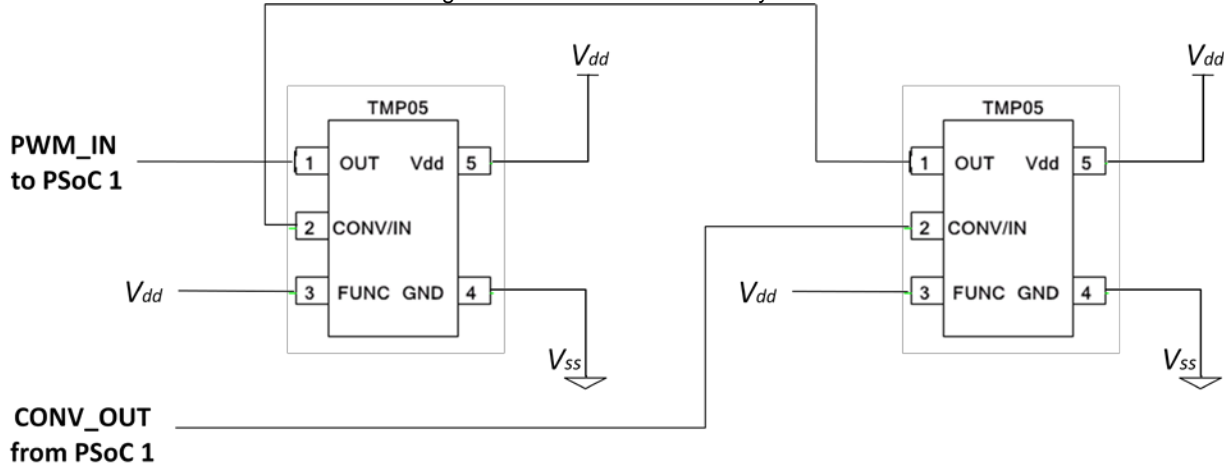 Vdd
Vdd
TMP05
TMP05
PWM_IN
to PSoC 1
1 OUT Vdd 5
1 OUT Vdd 5
2 CONV/IN
2 CONV/IN
Vdd
3 FUNC GND 4
Vdd
3 FUNC GND 4
Vss
Vss
CONV_OUT
from PSoC 1